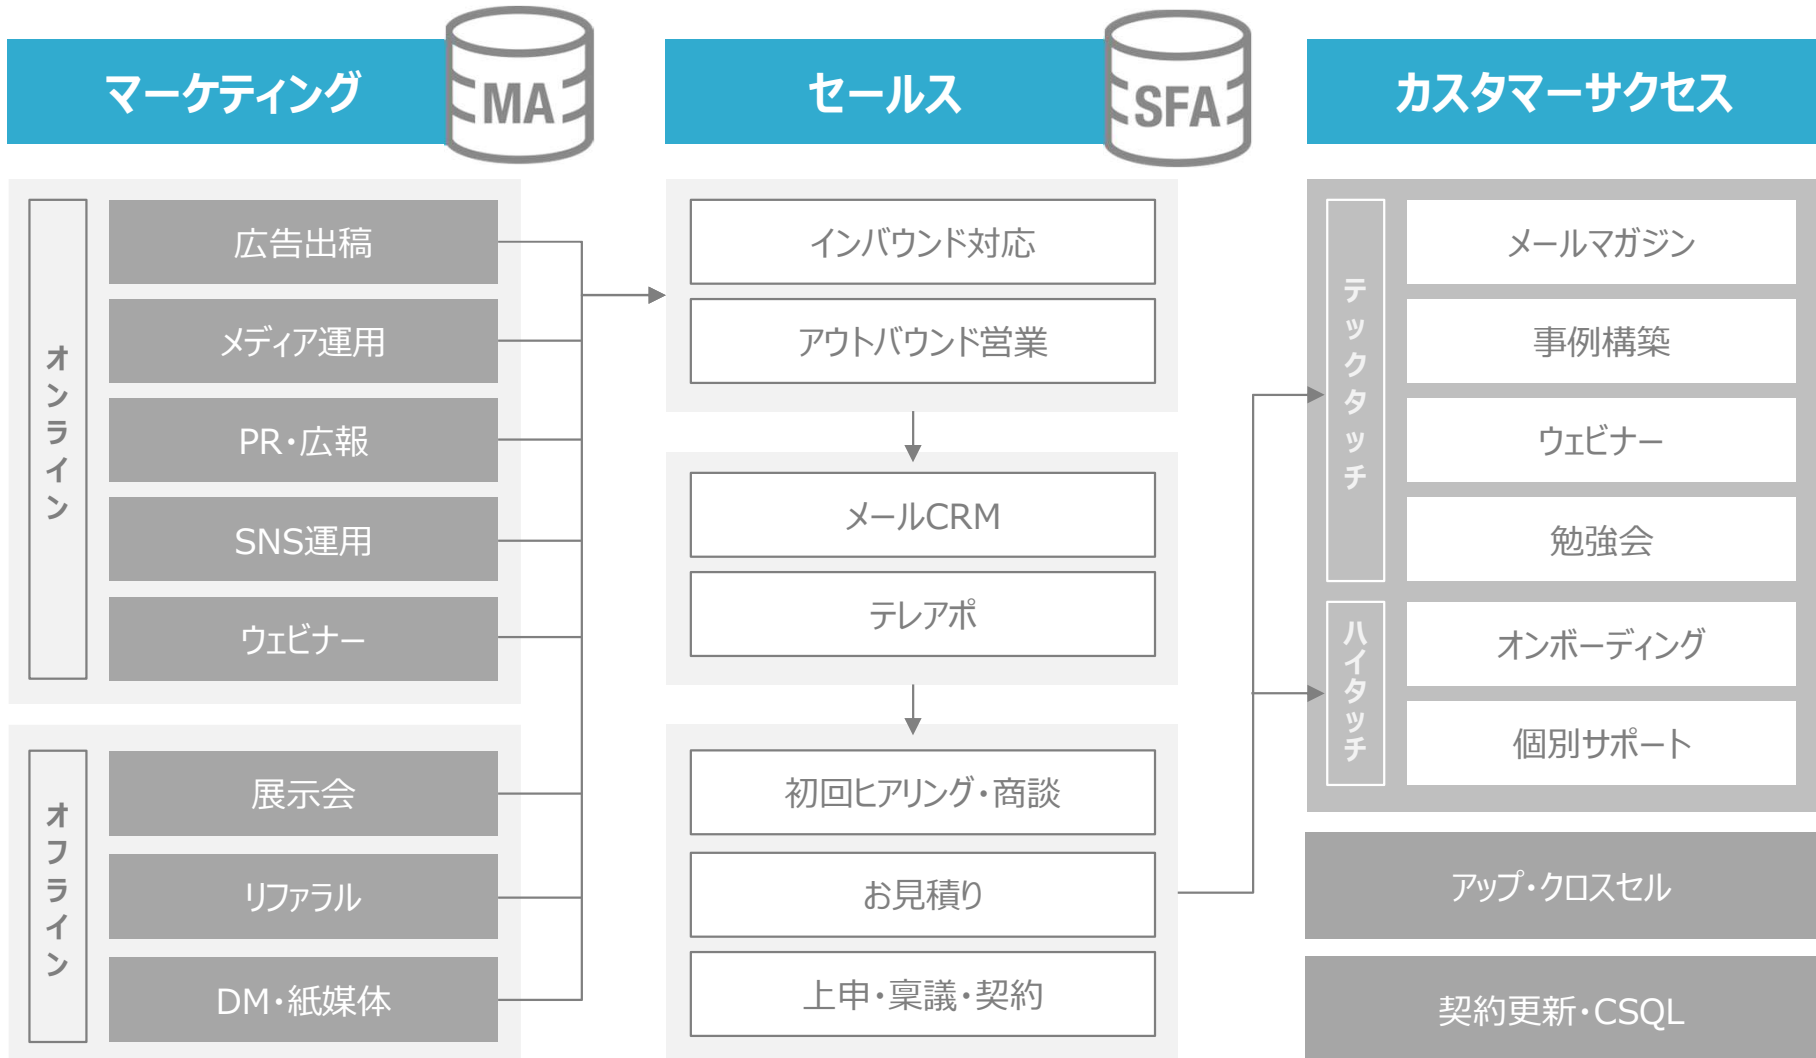 マーケティング
MA
セールス
SFA
カスタマーサクセス
オンライン
広告出稿
メディア運用
PR・広報
SNS運用
ウェビナー
オフライン
展示会
リファラル
DM・紙媒体
インバウンド対応
アウトバウンド営業
メールCRM
テレアポ
初回ヒアリング・商談
お見積り
上申・稟議・契約
テックタッチ
メールマガジン
事例構築
ウェビナー
勉強会
ハイタッチ
オンボーディング
個別サポート
アップ・クロスセル
契約更新・CSQL